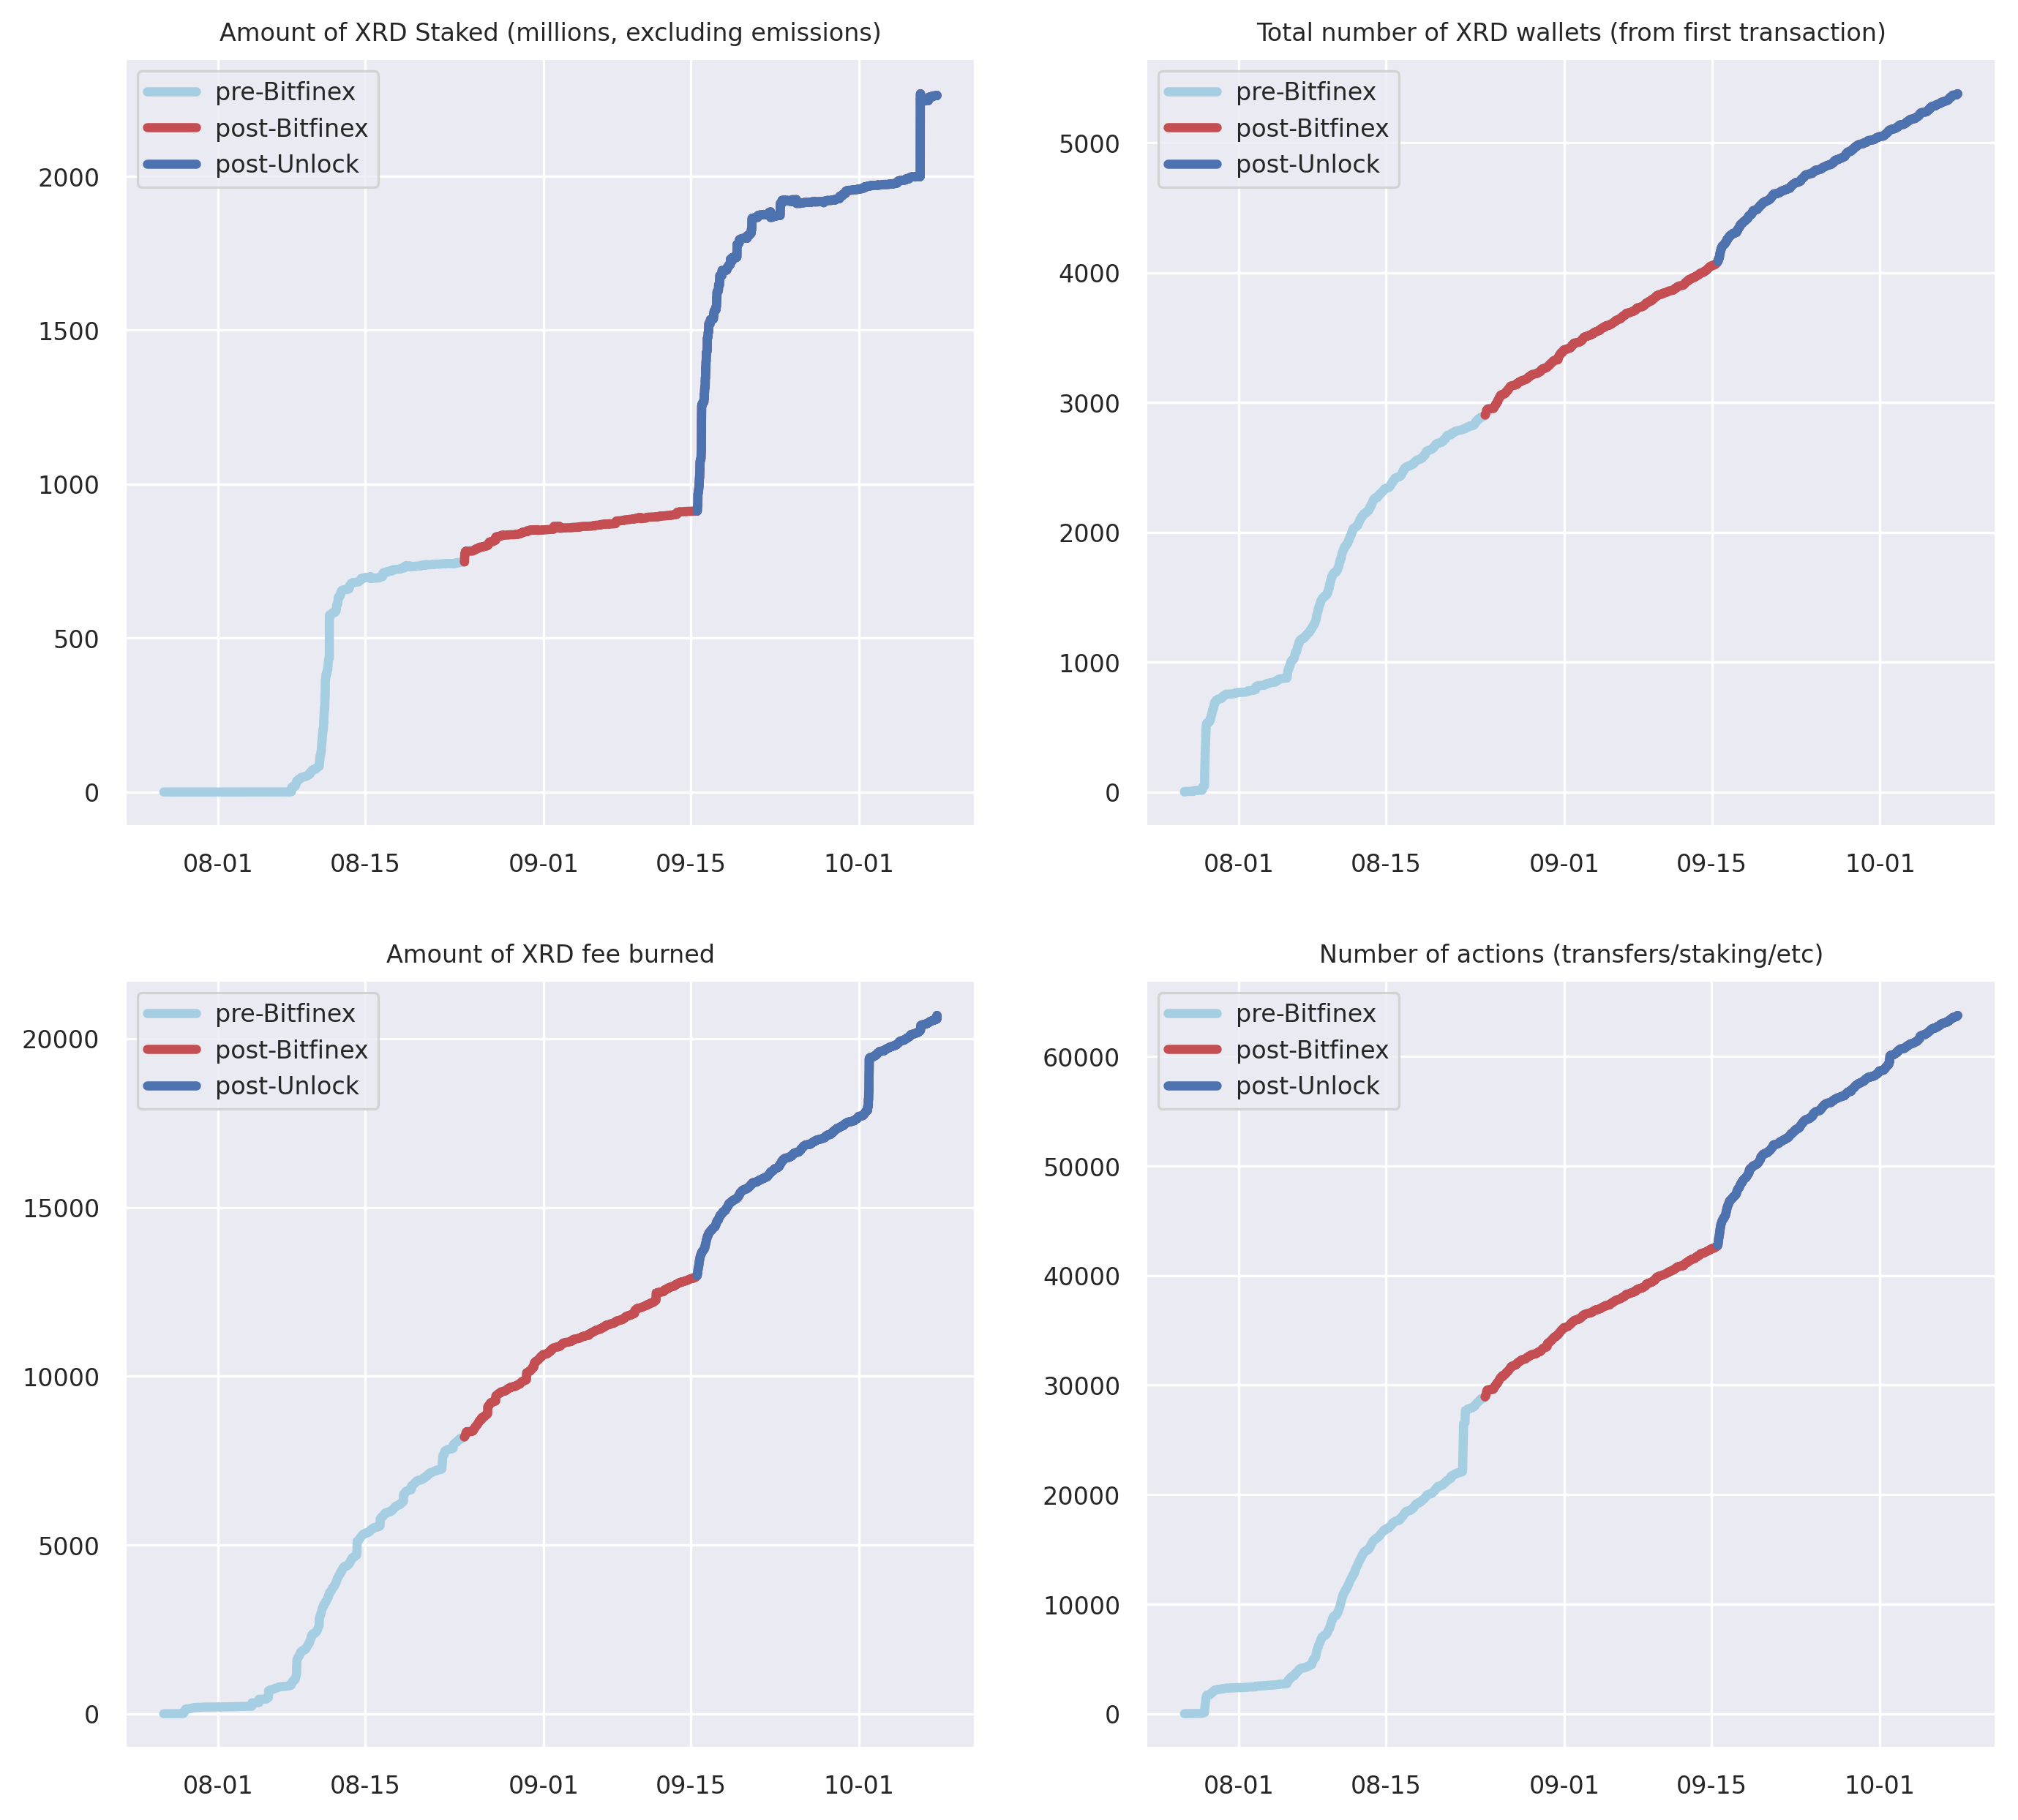 Amount of XRD Staked (millions, excluding emissions)
pre-Bitfinex
post-Bitfinex
post-Unlock
2000
1500
1000
500
0
08-01 08-15 09-01 09-15 10-01
Total number of XRD wallets (from first transaction)
pre-Bitfinex
post-Bitfinex
post-Unlock
5000
4000
3000
2000
1000
0
08-01 08-15 09-01 09-15 10-01
Amount of XRD fee burned
pre-Bitfinex
post-Bitfinex
post-Unlock
20000
15000
10000
5000
0
08-01 08-15 09-01 09-15 10-01
Number of actions (transfers/staking/etc)
pre-Bitfinex
post-Bitfinex
post-Unlock
60000
50000
40000
30000
20000
10000
0
08-01 08-15 09-01 09-15 10-01